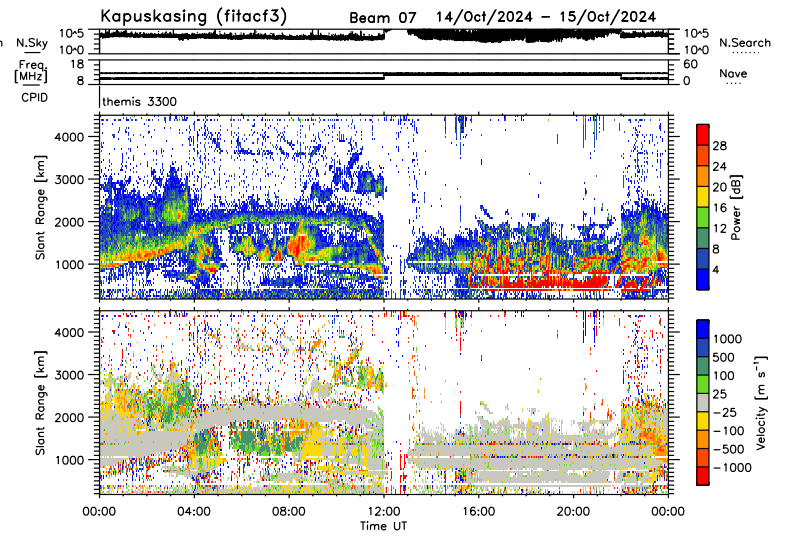 Kapuskasing (fitacf3) Beam 07 14/Oct/2024 − 15/Oct/2024
n N.Sky 10^5 10^5 N.Search
10^0 10^0
Freq. 18 60 Nave
[MHz] 8 0
CPID themis 3300
Slant Range [km]
4000
3000
2000
1000
28
24
20
16
12
8
4
Power [dB]
Slant Range [km]
4000
3000
2000
1000
1000
500
100
25
−25
−100
−500
−1000
Velocity [m s⁻¹]
00:00 04:00 08:00 12:00 16:00 20:00 00:00
Time UT